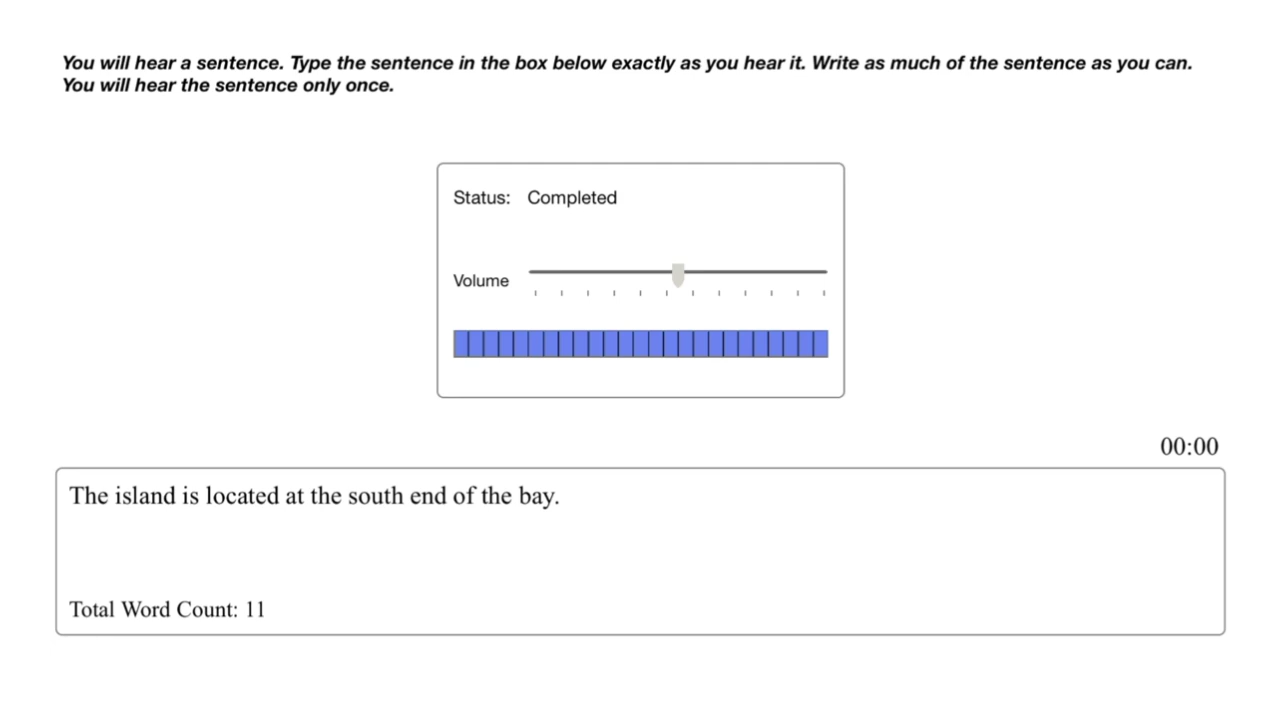 You will hear a sentence. Type the sentence in the box below exactly as you hear it. Write as much of the sentence as you can.
You will hear the sentence only once.
Status: Completed
Volume
00:00
The island is located at the south end of the bay.
Total Word Count: 11